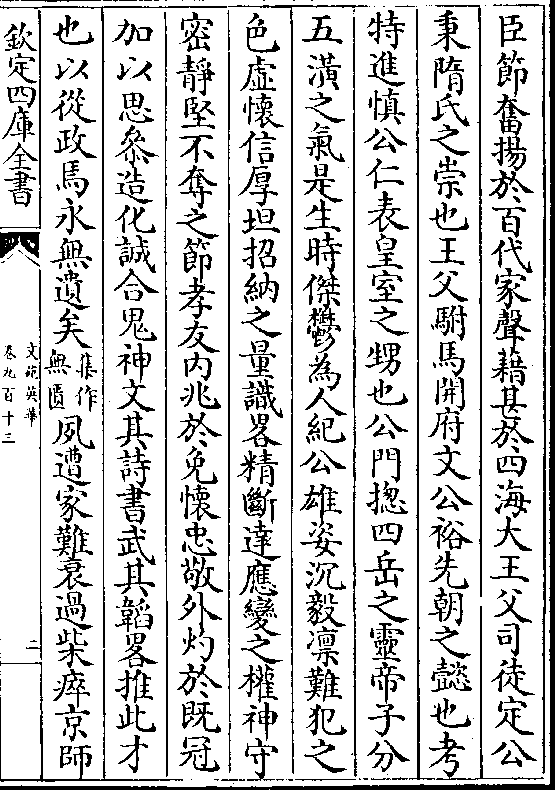 臣節奮揚於百代家聲藉甚於四海大王父司徒定公
秉隋氏之崇也王父駙馬開府文公裕先朝之懿也考
特進慎公仁表皇室之甥也公門揔四岳之靈帝子分
五潢之氣是生時傑鬱為人紀公雄姿沉毅凛難犯之
色虚懷信厚坦招納之量識畧精斷達應變之權神守
密靜堅不奪之節孝友内兆於免懷忠敬外灼於既冠
加以思叅造化誠合鬼神文其詩書武其韜畧推此才
也以從政焉永無遺矣集作無匱夙遭家難衰過柴瘠京師
欽定四庫全書
文苑英華
卷九百十三
二